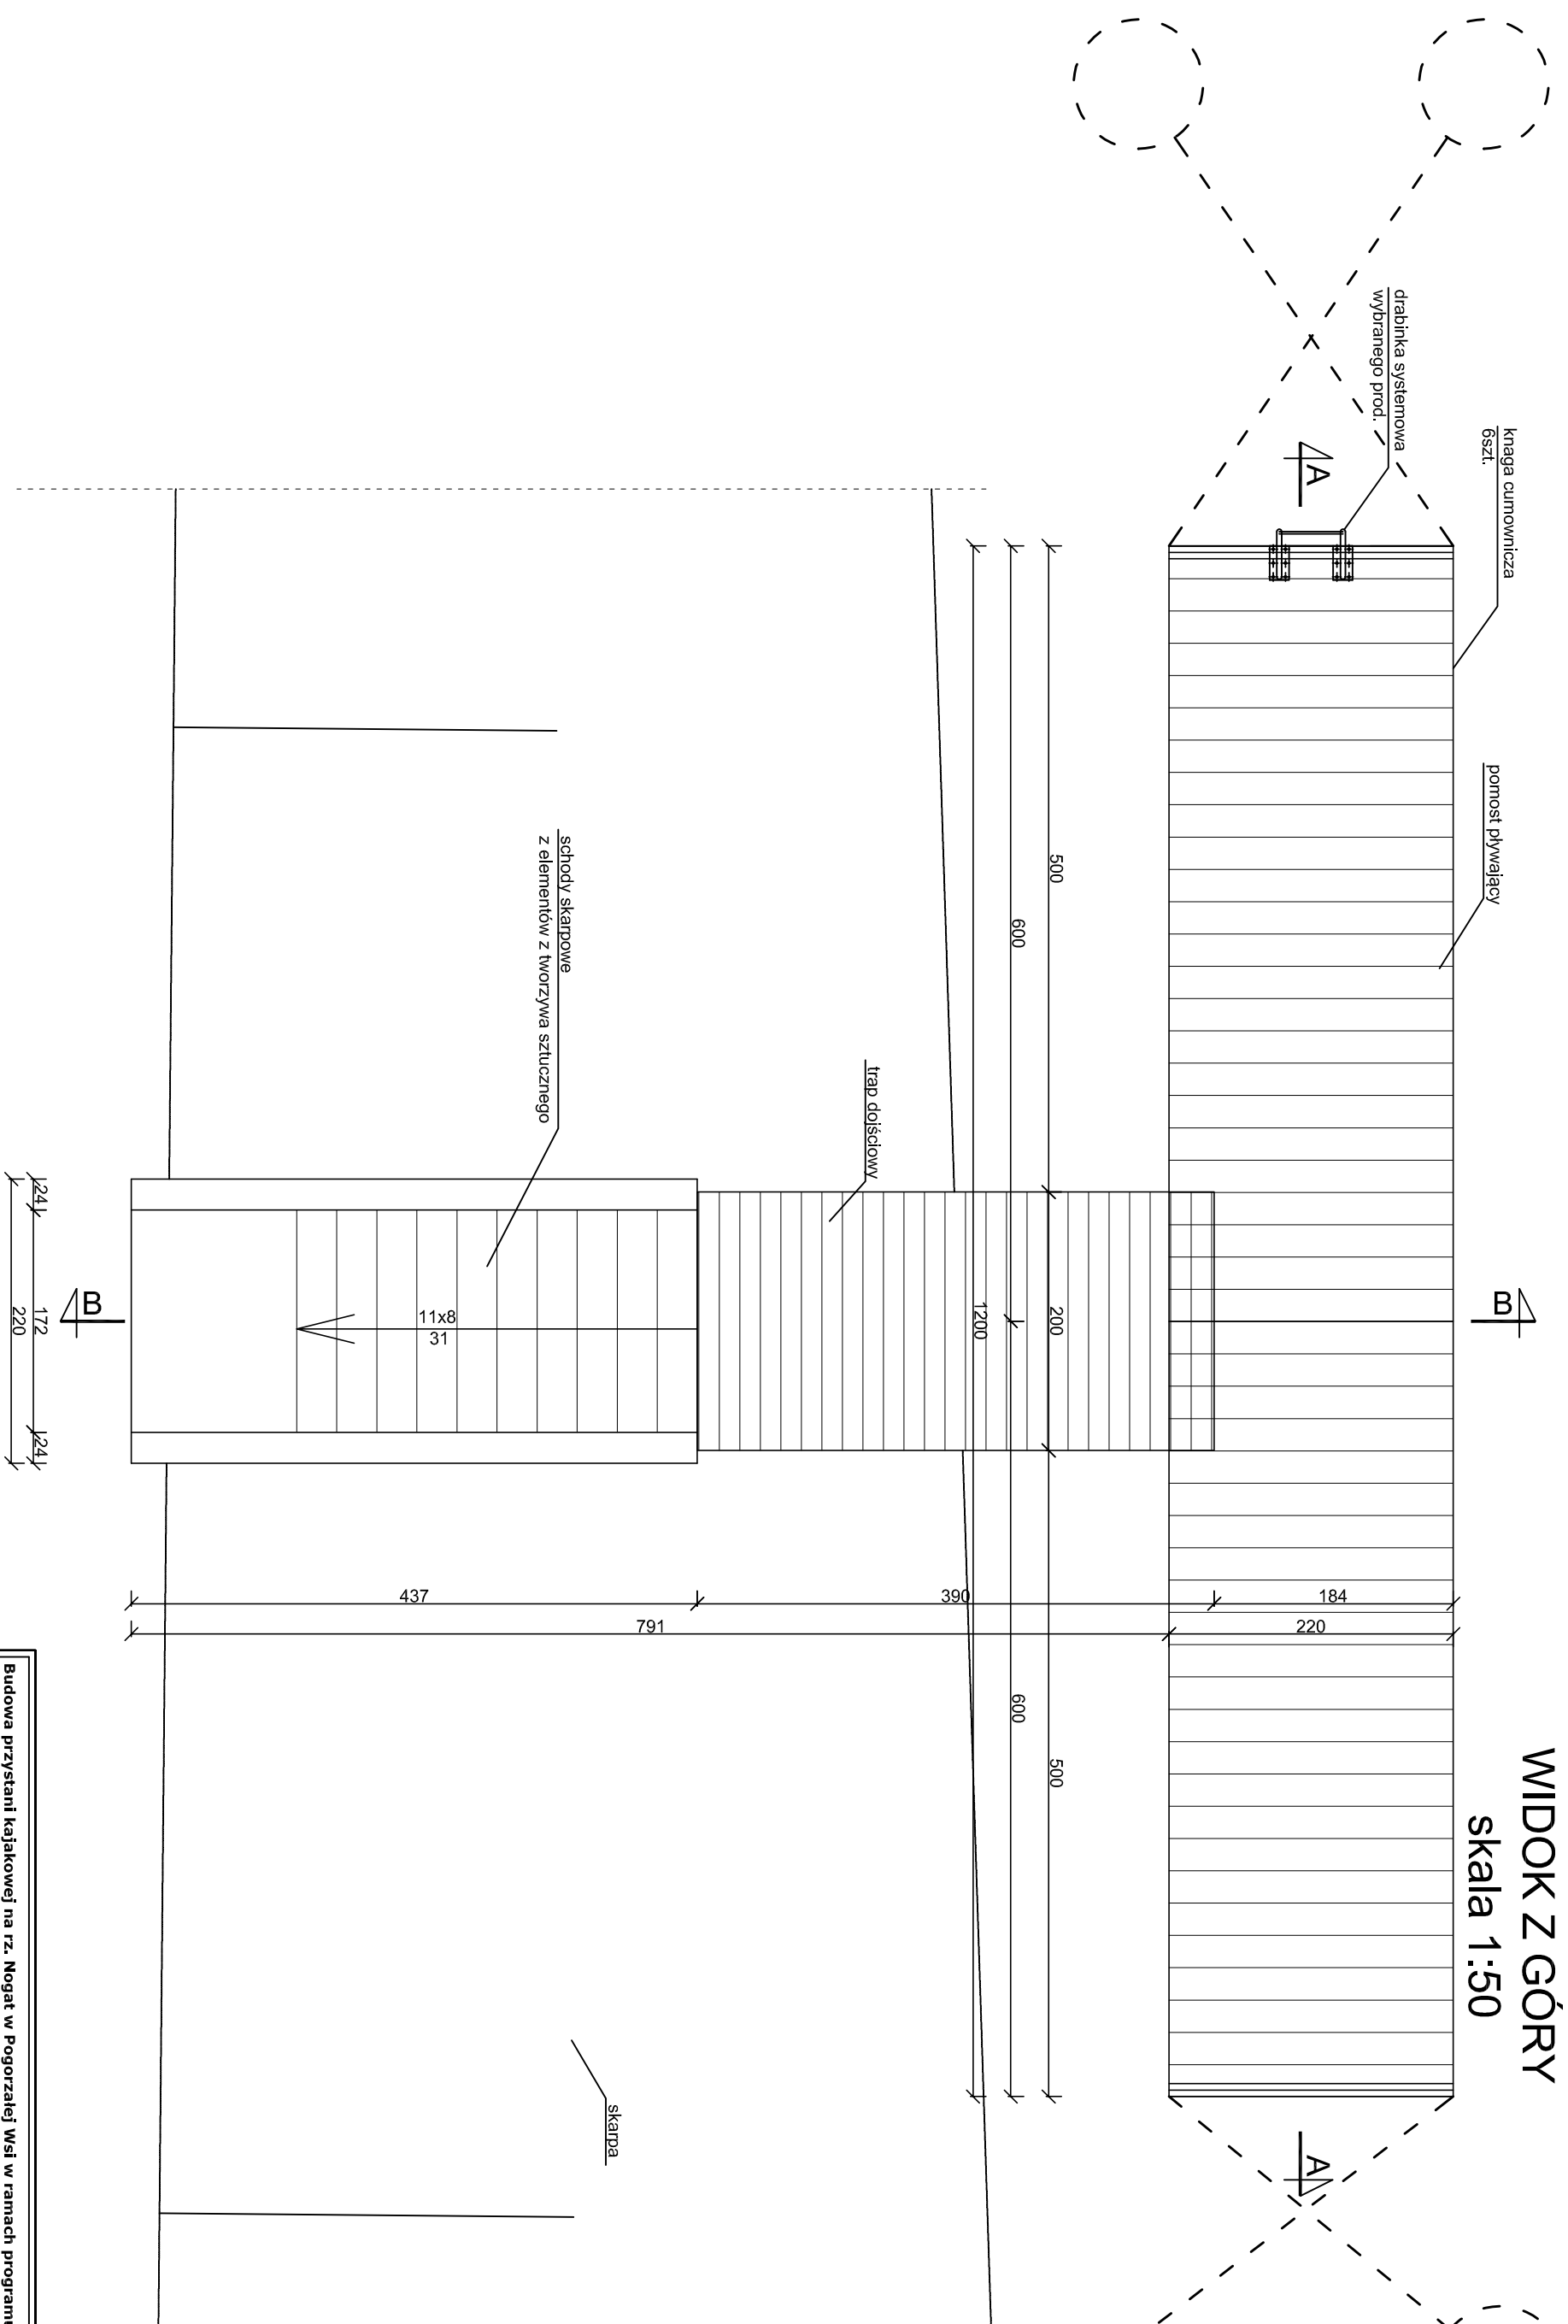 WIDOK Z GÓRY
skala 1:50
knaga cumownicza
6szt.
drabinka systemowa
wybranego prod.
pomost pływający
A
A
B
B
500
200
500
600
600
1200
trap dojściowy
schody skarpowe
z elementów z tworzywa sztucznego
11x8
31
437
390
184
791
220
24
172
24
220
skarpa
Budowa przystani kajakowej na rz. Nogat w Pogorzałej Wsi w ramach programu